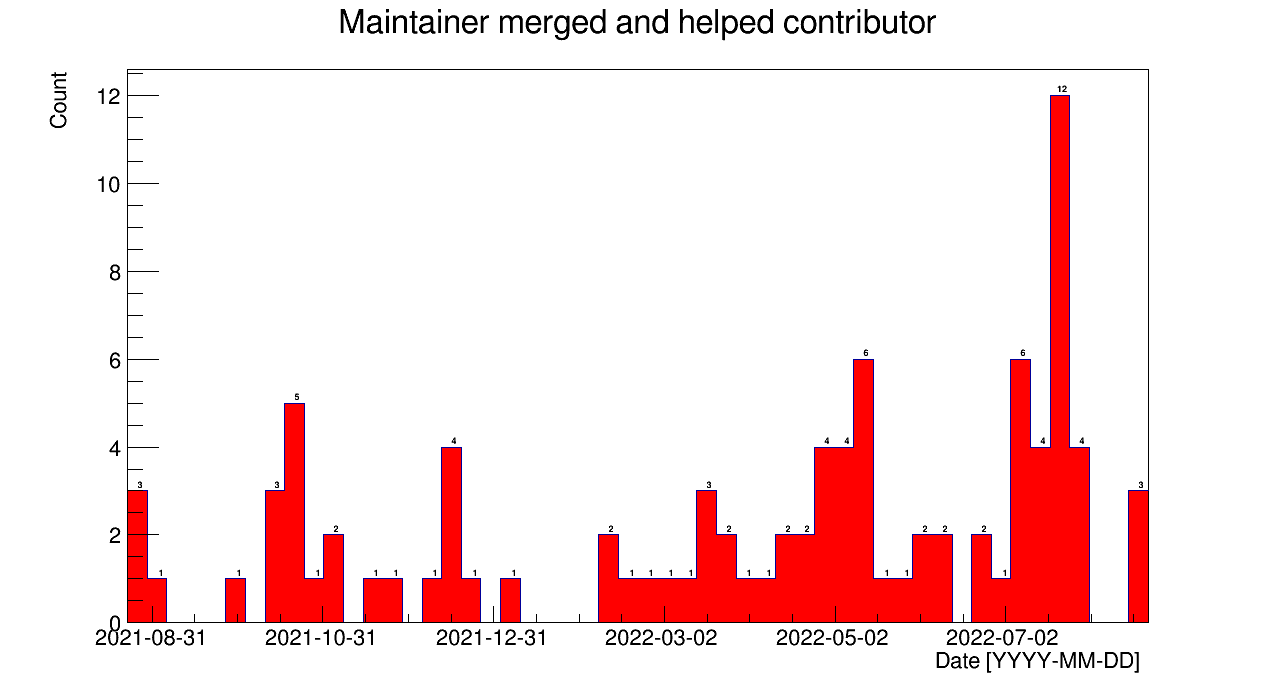 Maintainer merged and helped contributor
Count
12
10
8
6
4
2
0
3 1 1 3 5 1 2 1 1 1 4 1 1 2 1 1 1 1 3 2 1 1 2 2 4 4 6 1 1 2 2 2 1 6 4 12 4 3
2021-08-31 2021-10-31 2021-12-31 2022-03-02 2022-05-02 2022-07-02
Date [YYYY-MM-DD]